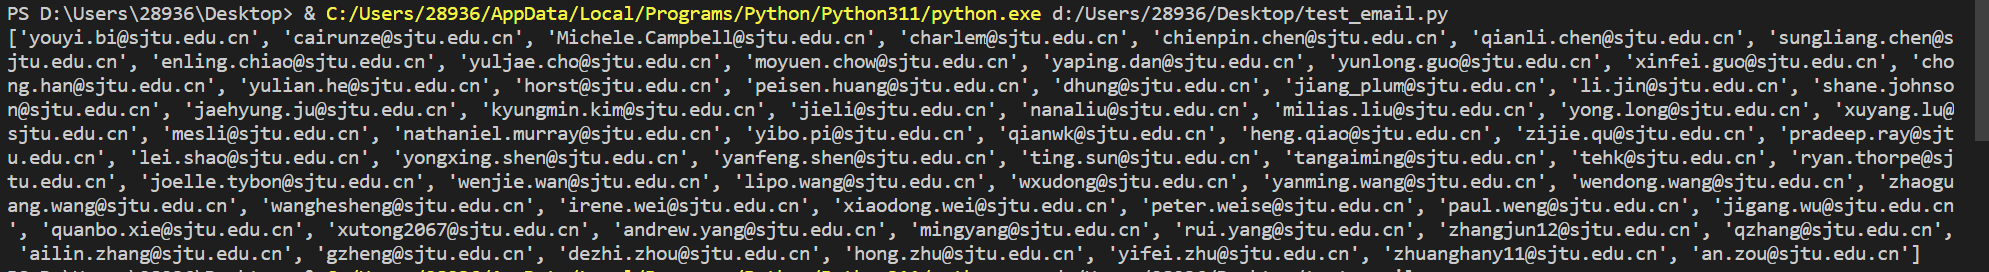 PS D:\Users\28936\Desktop> & C:/Users/28936/AppData/Local/Programs/Python/Python311/python.exe d:/Users/28936/Desktop/test_email.py
['youyi.bi@sjtu.edu.cn', 'cairunze@sjtu.edu.cn', 'Michele.Campbell@sjtu.edu.cn', 'charlem@sjtu.edu.cn', 'chienpin.chen@sjtu.edu.cn', 'qianli.chen@sjtu.edu.cn', 'sungliang.chen@s
jtu.edu.cn', 'enling.chiao@sjtu.edu.cn', 'yuljae.cho@sjtu.edu.cn', 'moyuen.chow@sjtu.edu.cn', 'yaping.dan@sjtu.edu.cn', 'yunlong.guo@sjtu.edu.cn', 'xinfei.guo@sjtu.edu.cn', 'cho
ng.han@sjtu.edu.cn', 'yulian.he@sjtu.edu.cn', 'horst@sjtu.edu.cn', 'peisen.huang@sjtu.edu.cn', 'dhung@sjtu.edu.cn', 'jiang_plum@sjtu.edu.cn', 'li.jin@sjtu.edu.cn', 'shane.johnso
n@sjtu.edu.cn', 'jaehyung.ju@sjtu.edu.cn', 'kyungmin.kim@sjtu.edu.cn', 'jieli@sjtu.edu.cn', 'nanaliu@sjtu.edu.cn', 'milias.liu@sjtu.edu.cn', 'yong.long@sjtu.edu.cn', 'xuyang.lu@
sjtu.edu.cn', 'mesli@sjtu.edu.cn', 'nathaniel.murray@sjtu.edu.cn', 'yibo.pi@sjtu.edu.cn', 'qianwk@sjtu.edu.cn', 'heng.qiao@sjtu.edu.cn', 'zijie.qu@sjtu.edu.cn', 'pradeep.ray@sjt
u.edu.cn', 'lei.shao@sjtu.edu.cn', 'yongxing.shen@sjtu.edu.cn', 'yanfeng.shen@sjtu.edu.cn', 'ting.sun@sjtu.edu.cn', 'tangaiming@sjtu.edu.cn', 'tehk@sjtu.edu.cn', 'ryan.thorpe@sj
tu.edu.cn', 'joelle.tybon@sjtu.edu.cn', 'wenjie.wan@sjtu.edu.cn', 'lipo.wang@sjtu.edu.cn', 'wxudong@sjtu.edu.cn', 'yanming.wang@sjtu.edu.cn', 'wendong.wang@sjtu.edu.cn', 'zhaogu
ang.wang@sjtu.edu.cn', 'wanghesheng@sjtu.edu.cn', 'irene.wei@sjtu.edu.cn', 'xiaodong.wei@sjtu.edu.cn', 'peter.weise@sjtu.edu.cn', 'paul.weng@sjtu.edu.cn', 'jigang.wu@sjtu.edu.cn
', 'quanbo.xie@sjtu.edu.cn', 'xutong2067@sjtu.edu.cn', 'andrew.yang@sjtu.edu.cn', 'mingyang@sjtu.edu.cn', 'rui.yang@sjtu.edu.cn', 'zhangjun12@sjtu.edu.cn', 'qzhang@sjtu.edu.cn',
'ailin.zhang@sjtu.edu.cn', 'gzheng@sjtu.edu.cn', 'dezhi.zhou@sjtu.edu.cn', 'hong.zhu@sjtu.edu.cn', 'yifei.zhu@sjtu.edu.cn', 'zhuanghany11@sjtu.edu.cn', 'an.zou@sjtu.edu.cn']